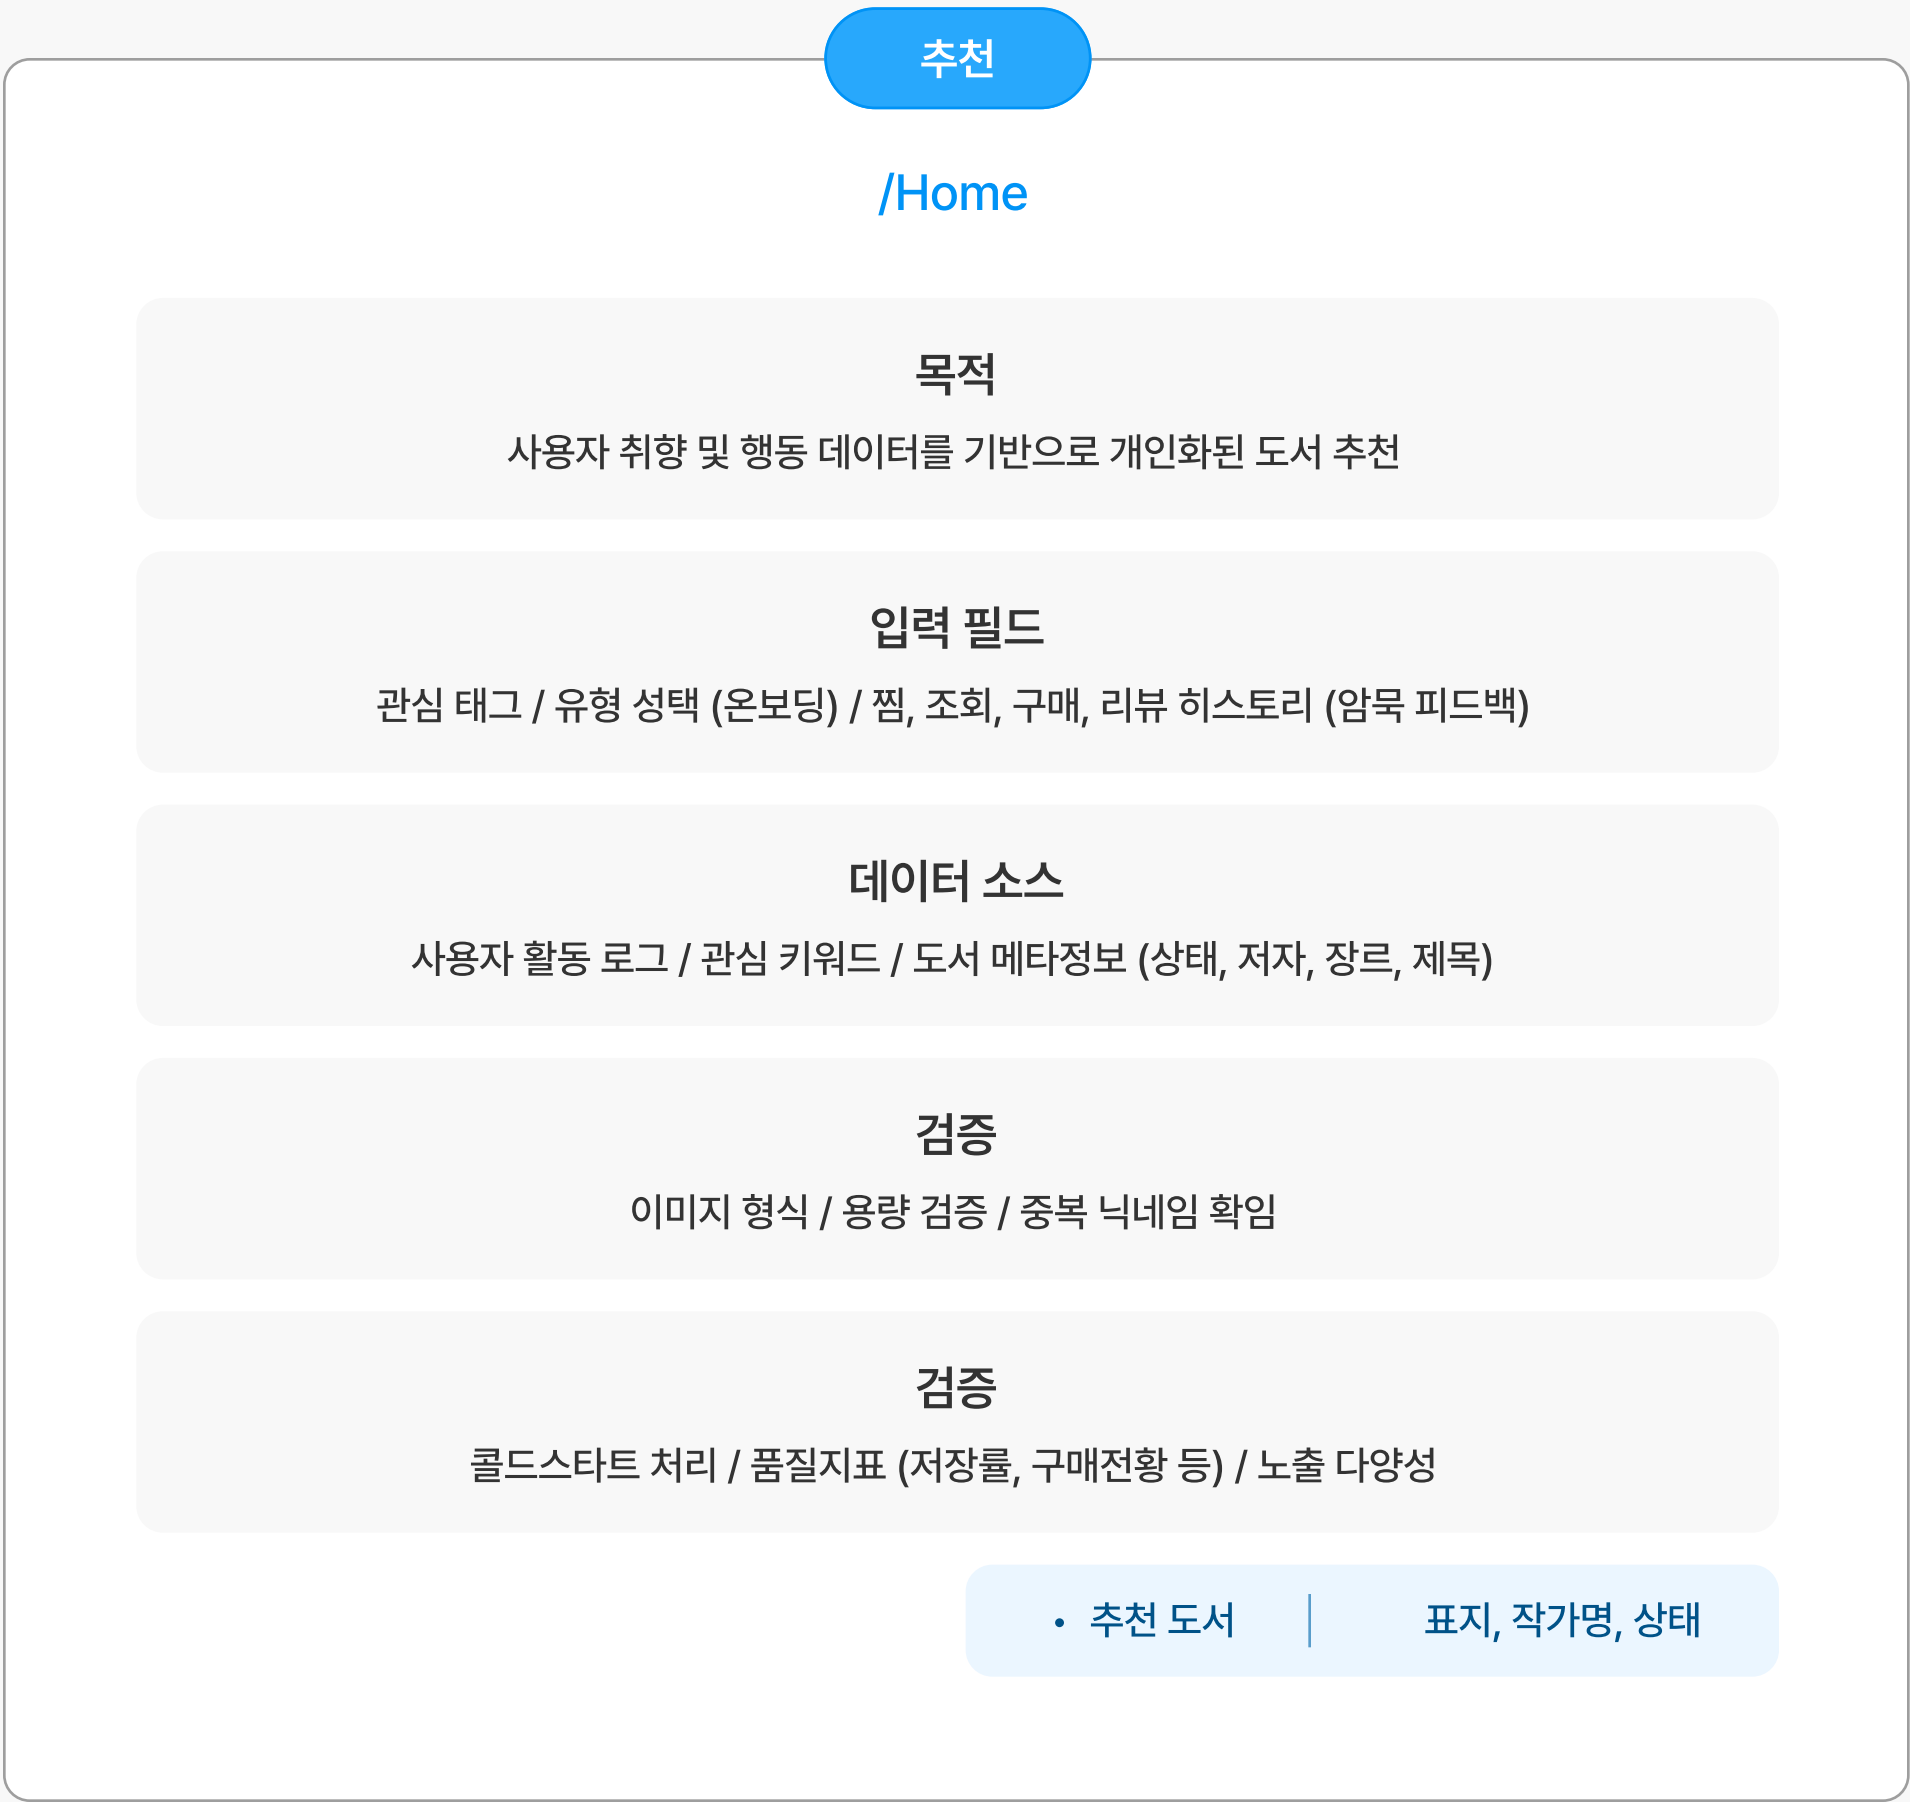 추천
/Home
목적
사용자 취향 및 행동 데이터를 기반으로 개인화된 도서 추천
입력 필드
관심 태그 / 유형 성택 (온보딩) / 찜, 조회, 구매, 리뷰 히스토리 (암묵 피드백)
데이터 소스
사용자 활동 로그 / 관심 키워드 / 도서 메타정보 (상태, 저자, 장르, 제목)
검증
이미지 형식 / 용량 검증 / 중복 닉네임 확임
검증
콜드스타트 처리 / 품질지표 (저장률, 구매전황 등) / 노출 다양성
• 추천 도서 | 표지, 작가명, 상태